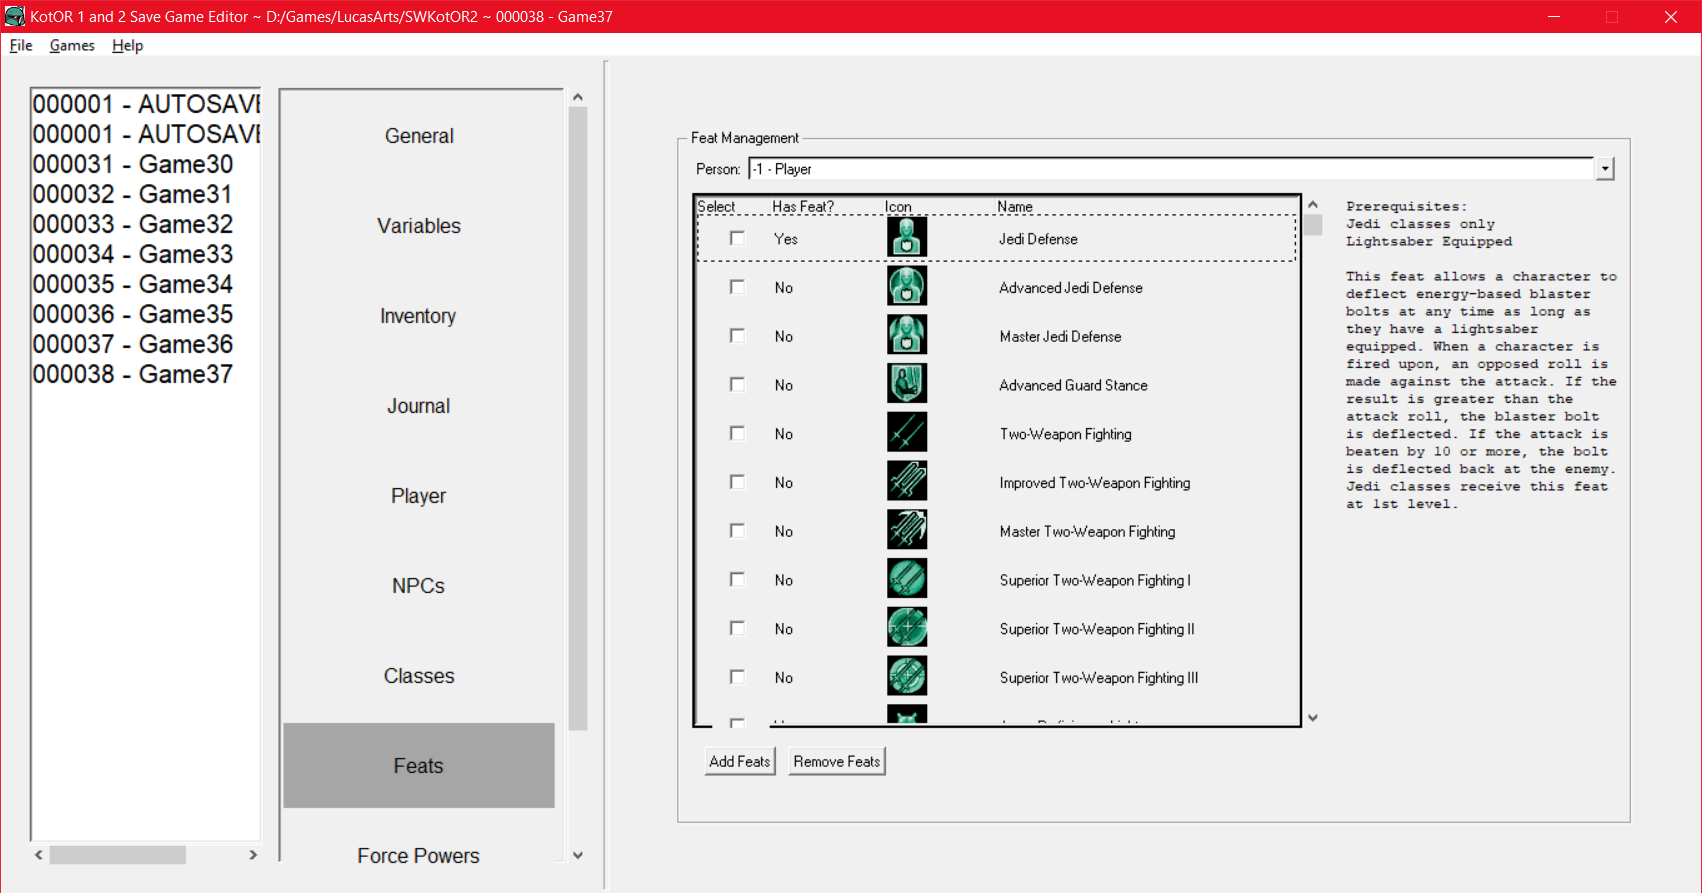 KotOR 1 and 2 Save Game Editor ~ D:/Games/LucasArts/SWKotOR2 ~ 000038 - Game37
File Games Help
000001 - AUTOSAVE
000001 - AUTOSAVE
000031 - Game30
000032 - Game31
000033 - Game32
000034 - Game33
000035 - Game34
000036 - Game35
000037 - Game36
000038 - Game37
General
Variables
Inventory
Journal
Player
NPCs
Classes
Feats
Force Powers
Feat Management
Person: -1 - Player
Select Has Feat? Icon Name
Yes Jedi Defense
No Advanced Jedi Defense
No Master Jedi Defense
No Advanced Guard Stance
No Two-Weapon Fighting
No Improved Two-Weapon Fighting
No Master Two-Weapon Fighting
No Superior Two-Weapon Fighting I
No Superior Two-Weapon Fighting II
No Superior Two-Weapon Fighting III
Add Feats Remove Feats
Prerequisites:
Jedi classes only
Lightsaber Equipped
This feat allows a character to
deflect energy-based blaster
bolts at any time as long as
they have a lightsaber
equipped. When a character is
fired upon, an opposed roll is
made against the attack. If the
result is greater than the
attack roll, the blaster bolt
is deflected. If the attack is
beaten by 10 or more, the bolt
is deflected back at the enemy.
Jedi classes receive this feat
at 1st level.